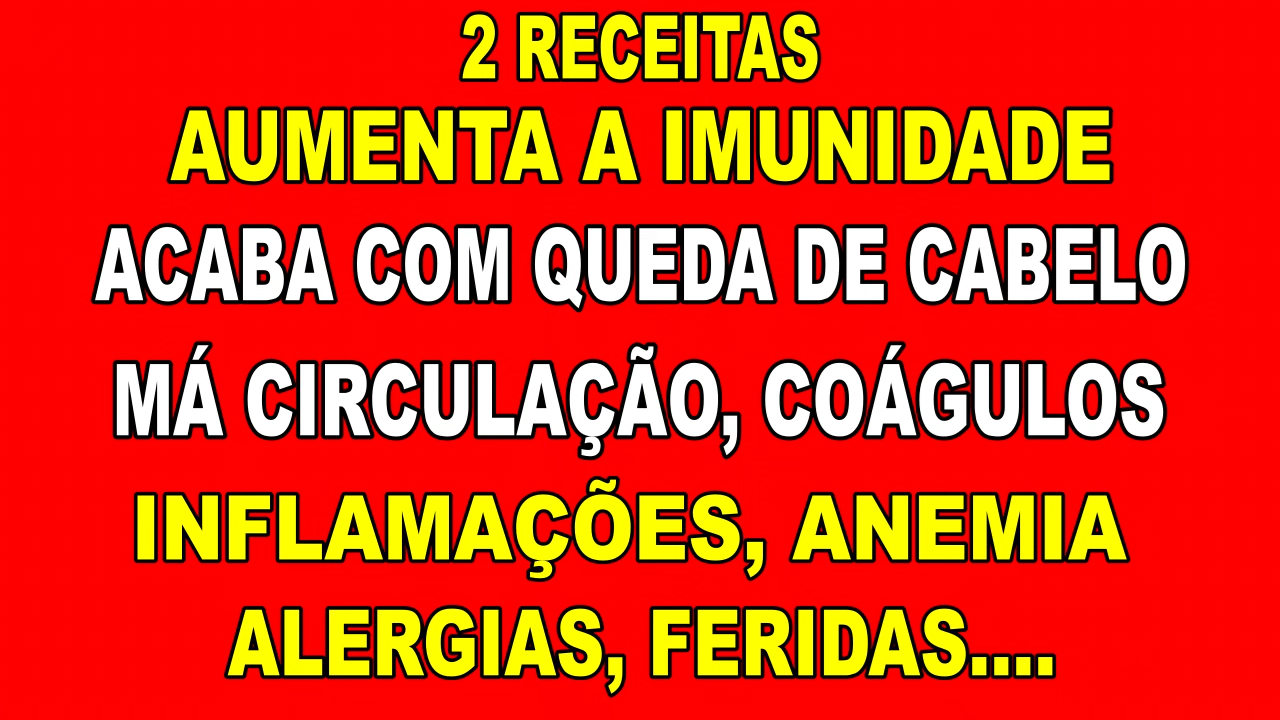 2 RECEITAS
AUMENTA A IMUNIDADE
ACABA COM QUEDA DE CABELO
MÁ CIRCULAÇÃO, COÁGULOS
INFLAMAÇÕES, ANEMIA
ALERGIAS, FERIDAS....